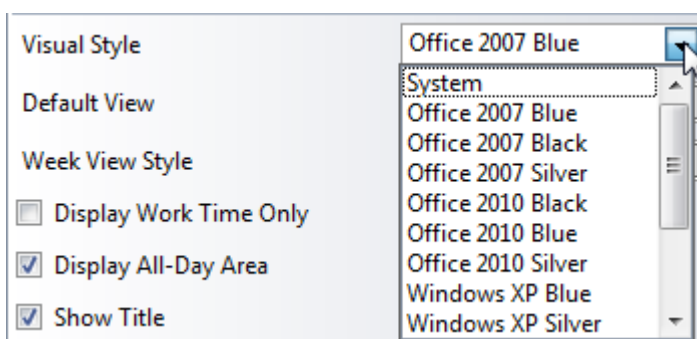 Visual Style
Office 2007 Blue
Default View
Week View Style
Display Work Time Only
Display All-Day Area
Show Title
System
Office 2007 Blue
Office 2007 Black
Office 2007 Silver
Office 2010 Black
Office 2010 Blue
Office 2010 Silver
Windows XP Blue
Windows XP Silver